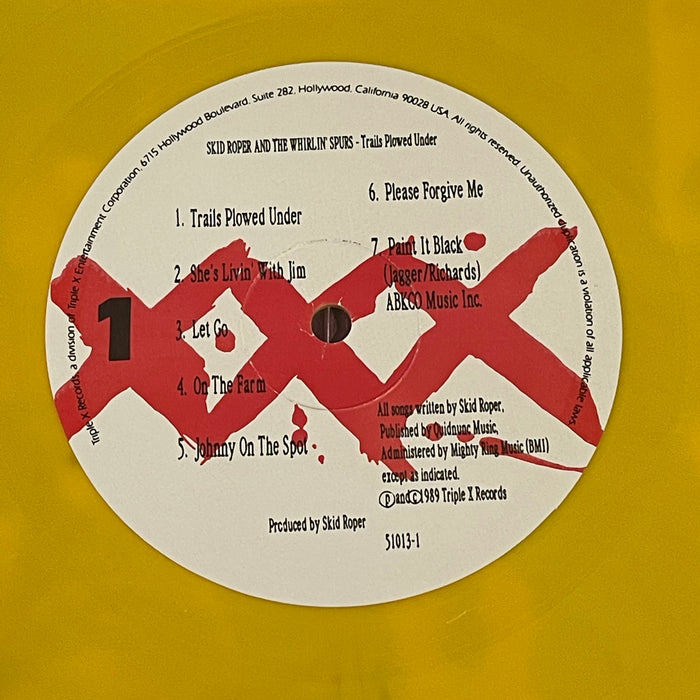 Triple X Records, a division of Triple X Entertainment Corporation, 6715 Hollywood Boulevard, Suite 282, Hollywood, California 90028 USA. All rights reserved. Unauthorized duplication is a violation of all applicable laws.
SKID ROPER AND THE WHIRLIN' SPURS - Trails Plowed Under
1
1. Trails Plowed Under
2. She's Livin' With Jim
3. Let Go
4. On The Farm
5. Johnny On The Spot
6. Please Forgive Me
7. Paint It Black
(Jagger/Richards)
ABKCO Music Inc.
All songs written by Skid Roper,
Published by Quidnunc Music,
Administered by Mighty Ring Music (BMI)
except as indicated.
Ⓟ and © 1989 Triple X Records
Produced by Skid Roper
51013-1